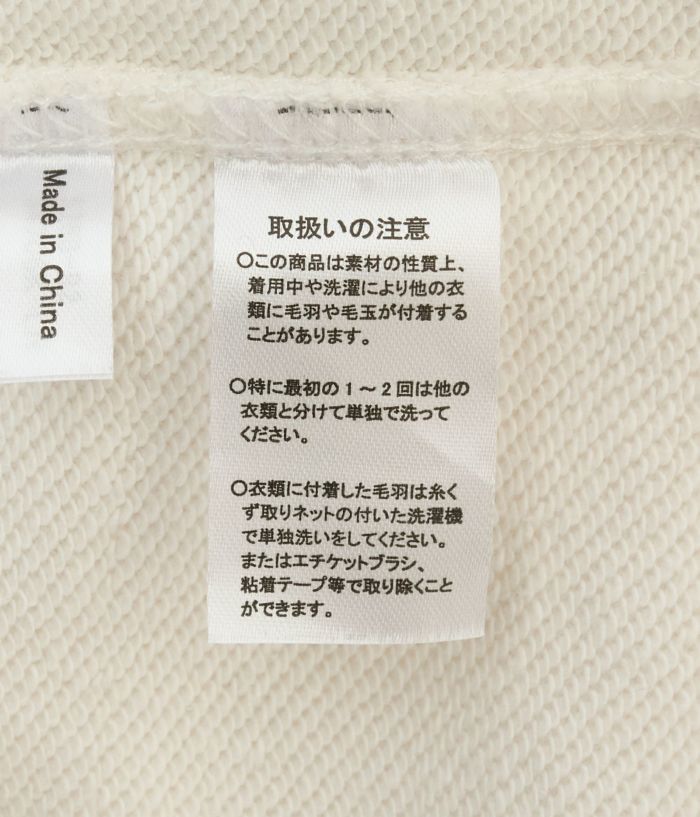 Made in China
取扱いの注意
○この商品は素材の性質上、
着用中や洗濯により他の衣
類に毛羽や毛玉が付着する
ことがあります。
○特に最初の１～２回は他の
衣類と分けて単独で洗って
ください。
○衣類に付着した毛羽は糸く
ず取りネットの付いた洗濯機
で単独洗いをしてください。
またはエチケットブラシ、
粘着テープ等で取り除くこと
ができます。